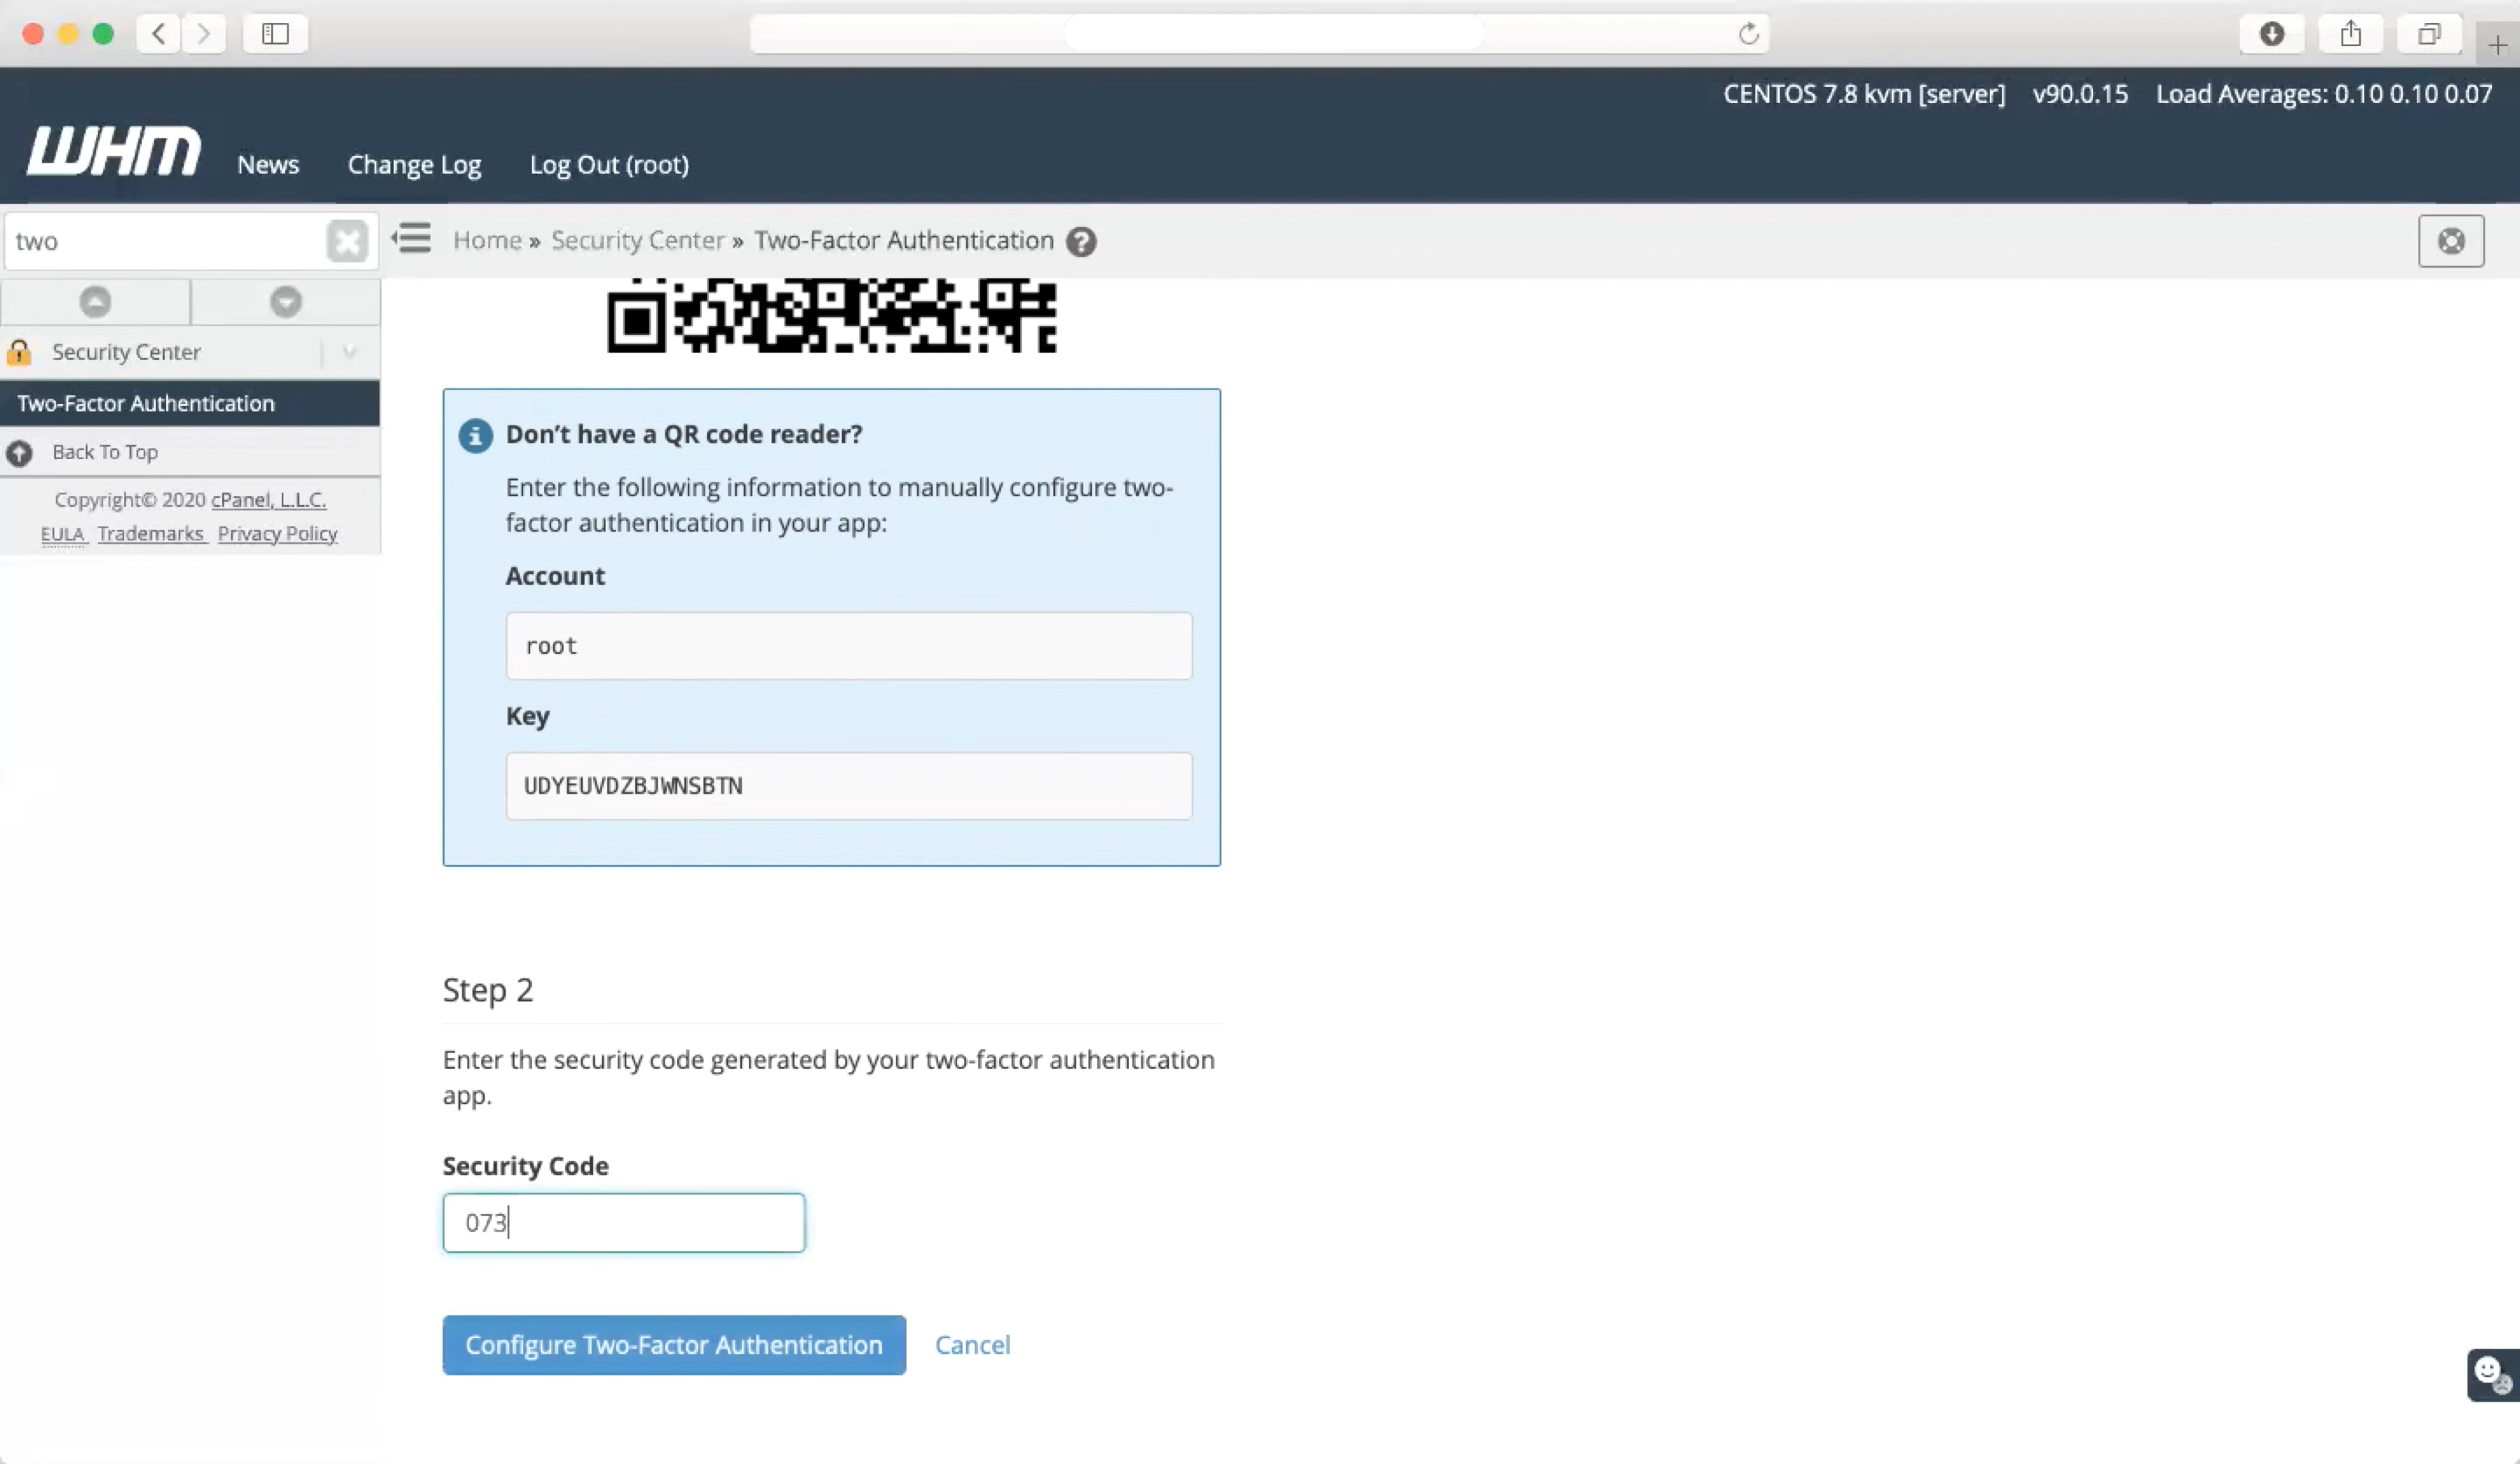 CENTOS 7.8 kvm [server] v90.0.15 Load Averages: 0.10 0.10 0.07
WHM News Change Log Log Out (root)
two
Home » Security Center » Two-Factor Authentication ?
Security Center
Two-Factor Authentication
Back To Top
Copyright© 2020 cPanel, L.L.C.
EULA Trademarks Privacy Policy
Don’t have a QR code reader?
Enter the following information to manually configure two-
factor authentication in your app:
Account
root
Key
UDYEUVDZBJWNSBTN
Step 2
Enter the security code generated by your two-factor authentication
app.
Security Code
073
Configure Two-Factor Authentication Cancel